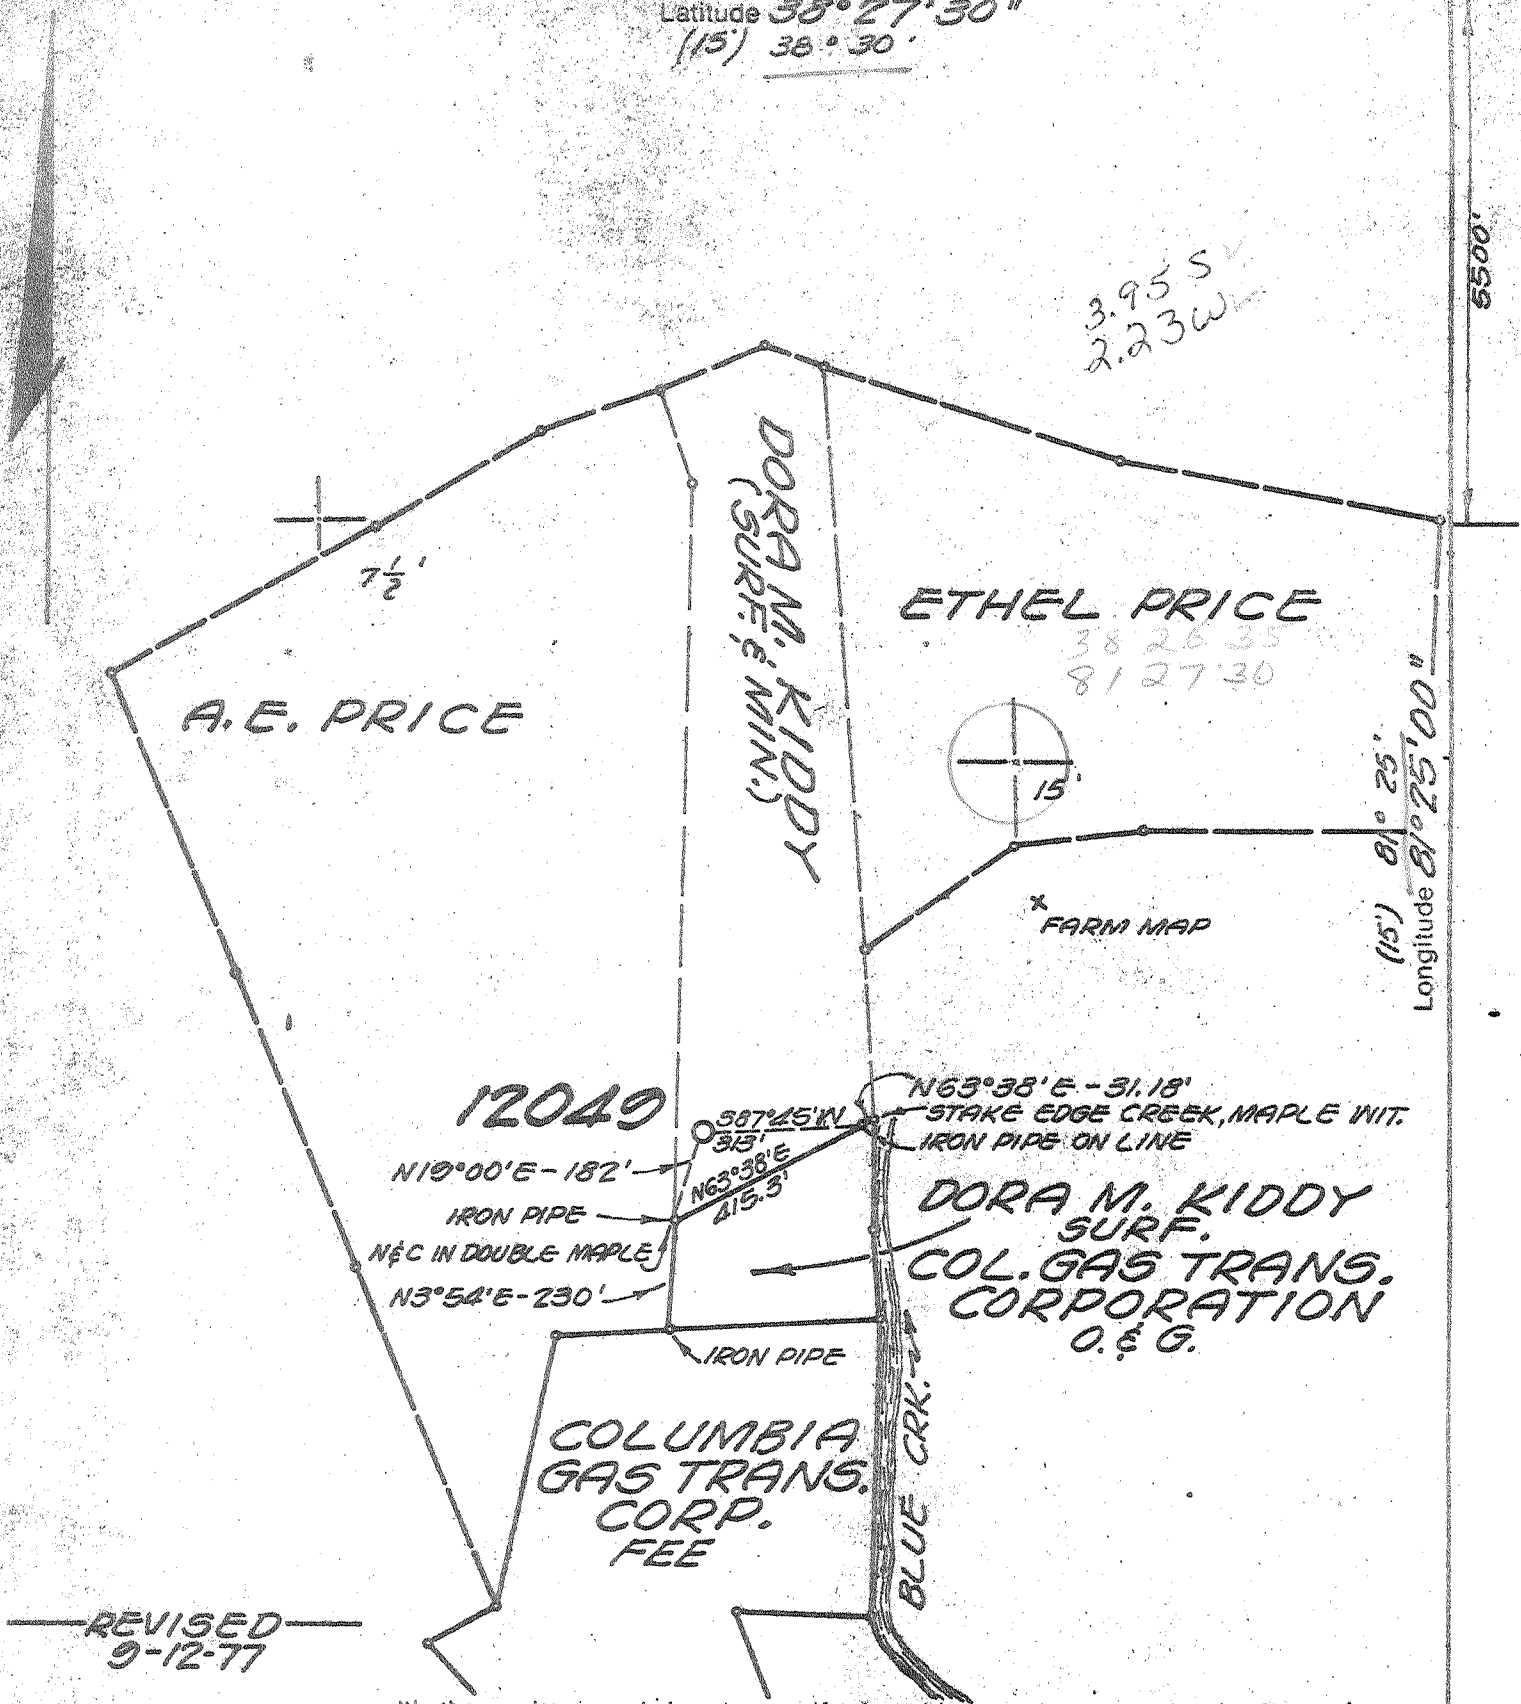 Latitude 38°27'30"
(15') 38°30'
5500'
3.95 S
2.23 W
7 1/2'
DORA M. KIDDY
(SURF. & MIN.)
ETHEL PRICE
38 26 35
81 27 30
A.E. PRICE
15'
(15') 81° 25'
Longitude 81°25'00"
FARM MAP
12049
N63°38'E - 31.18'
STAKE EDGE CREEK, MAPLE INIT.
IRON PIPE ON LINE
S87°45'W
313'
N63°38'E
415.3'
N19°00'E - 182'
IRON PIPE
N&C IN DOUBLE MAPLE
N3°54'E - 230'
DORA M. KIDDY
SURF.
COL. GAS TRANS.
CORPORATION
O. & G.
IRON PIPE
COLUMBIA
GAS TRANS.
CORP.
FEE
BLUE CRK.
REVISED
9-12-77